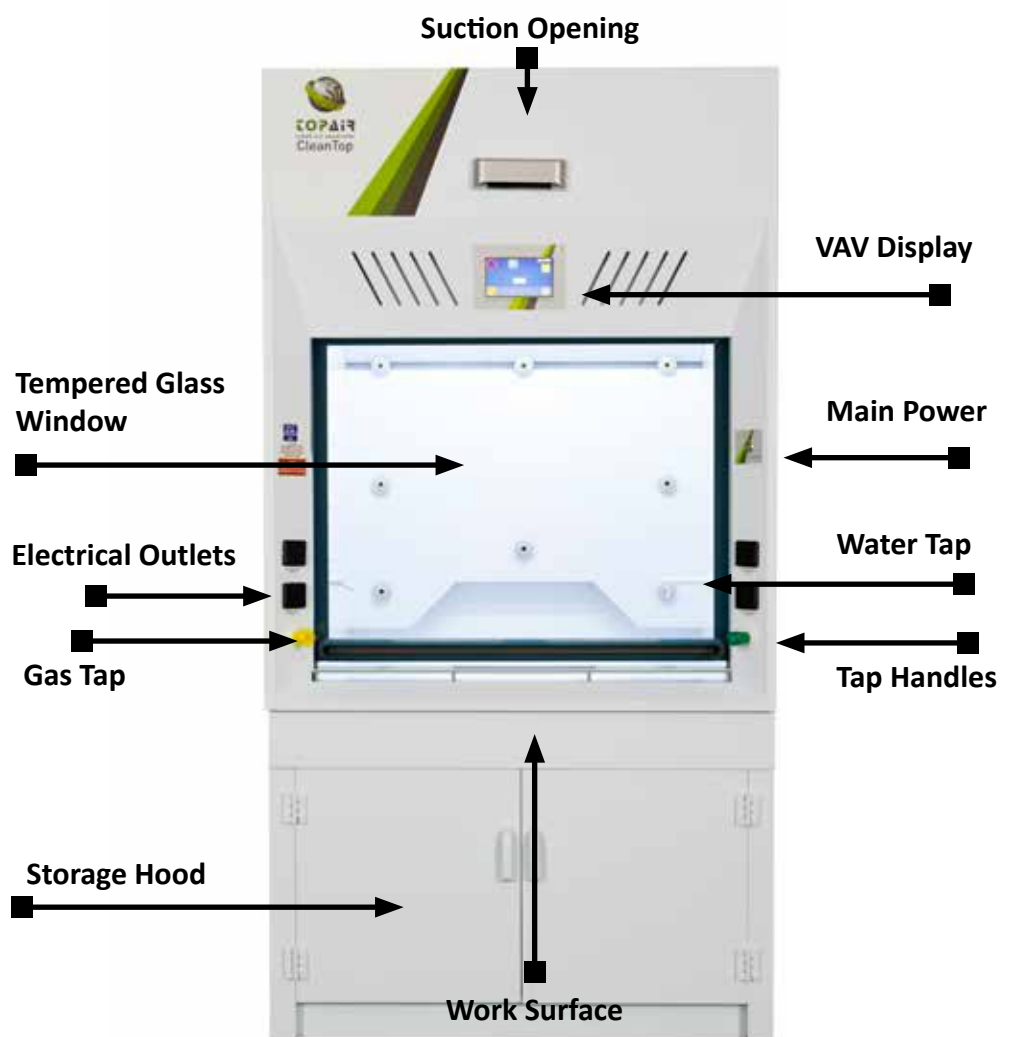 Suction Opening
TOPAIR
CleanTop
VAV Display
Tempered Glass
Window
Main Power
Electrical Outlets
Water Tap
Gas Tap
Tap Handles
Storage Hood
Work Surface